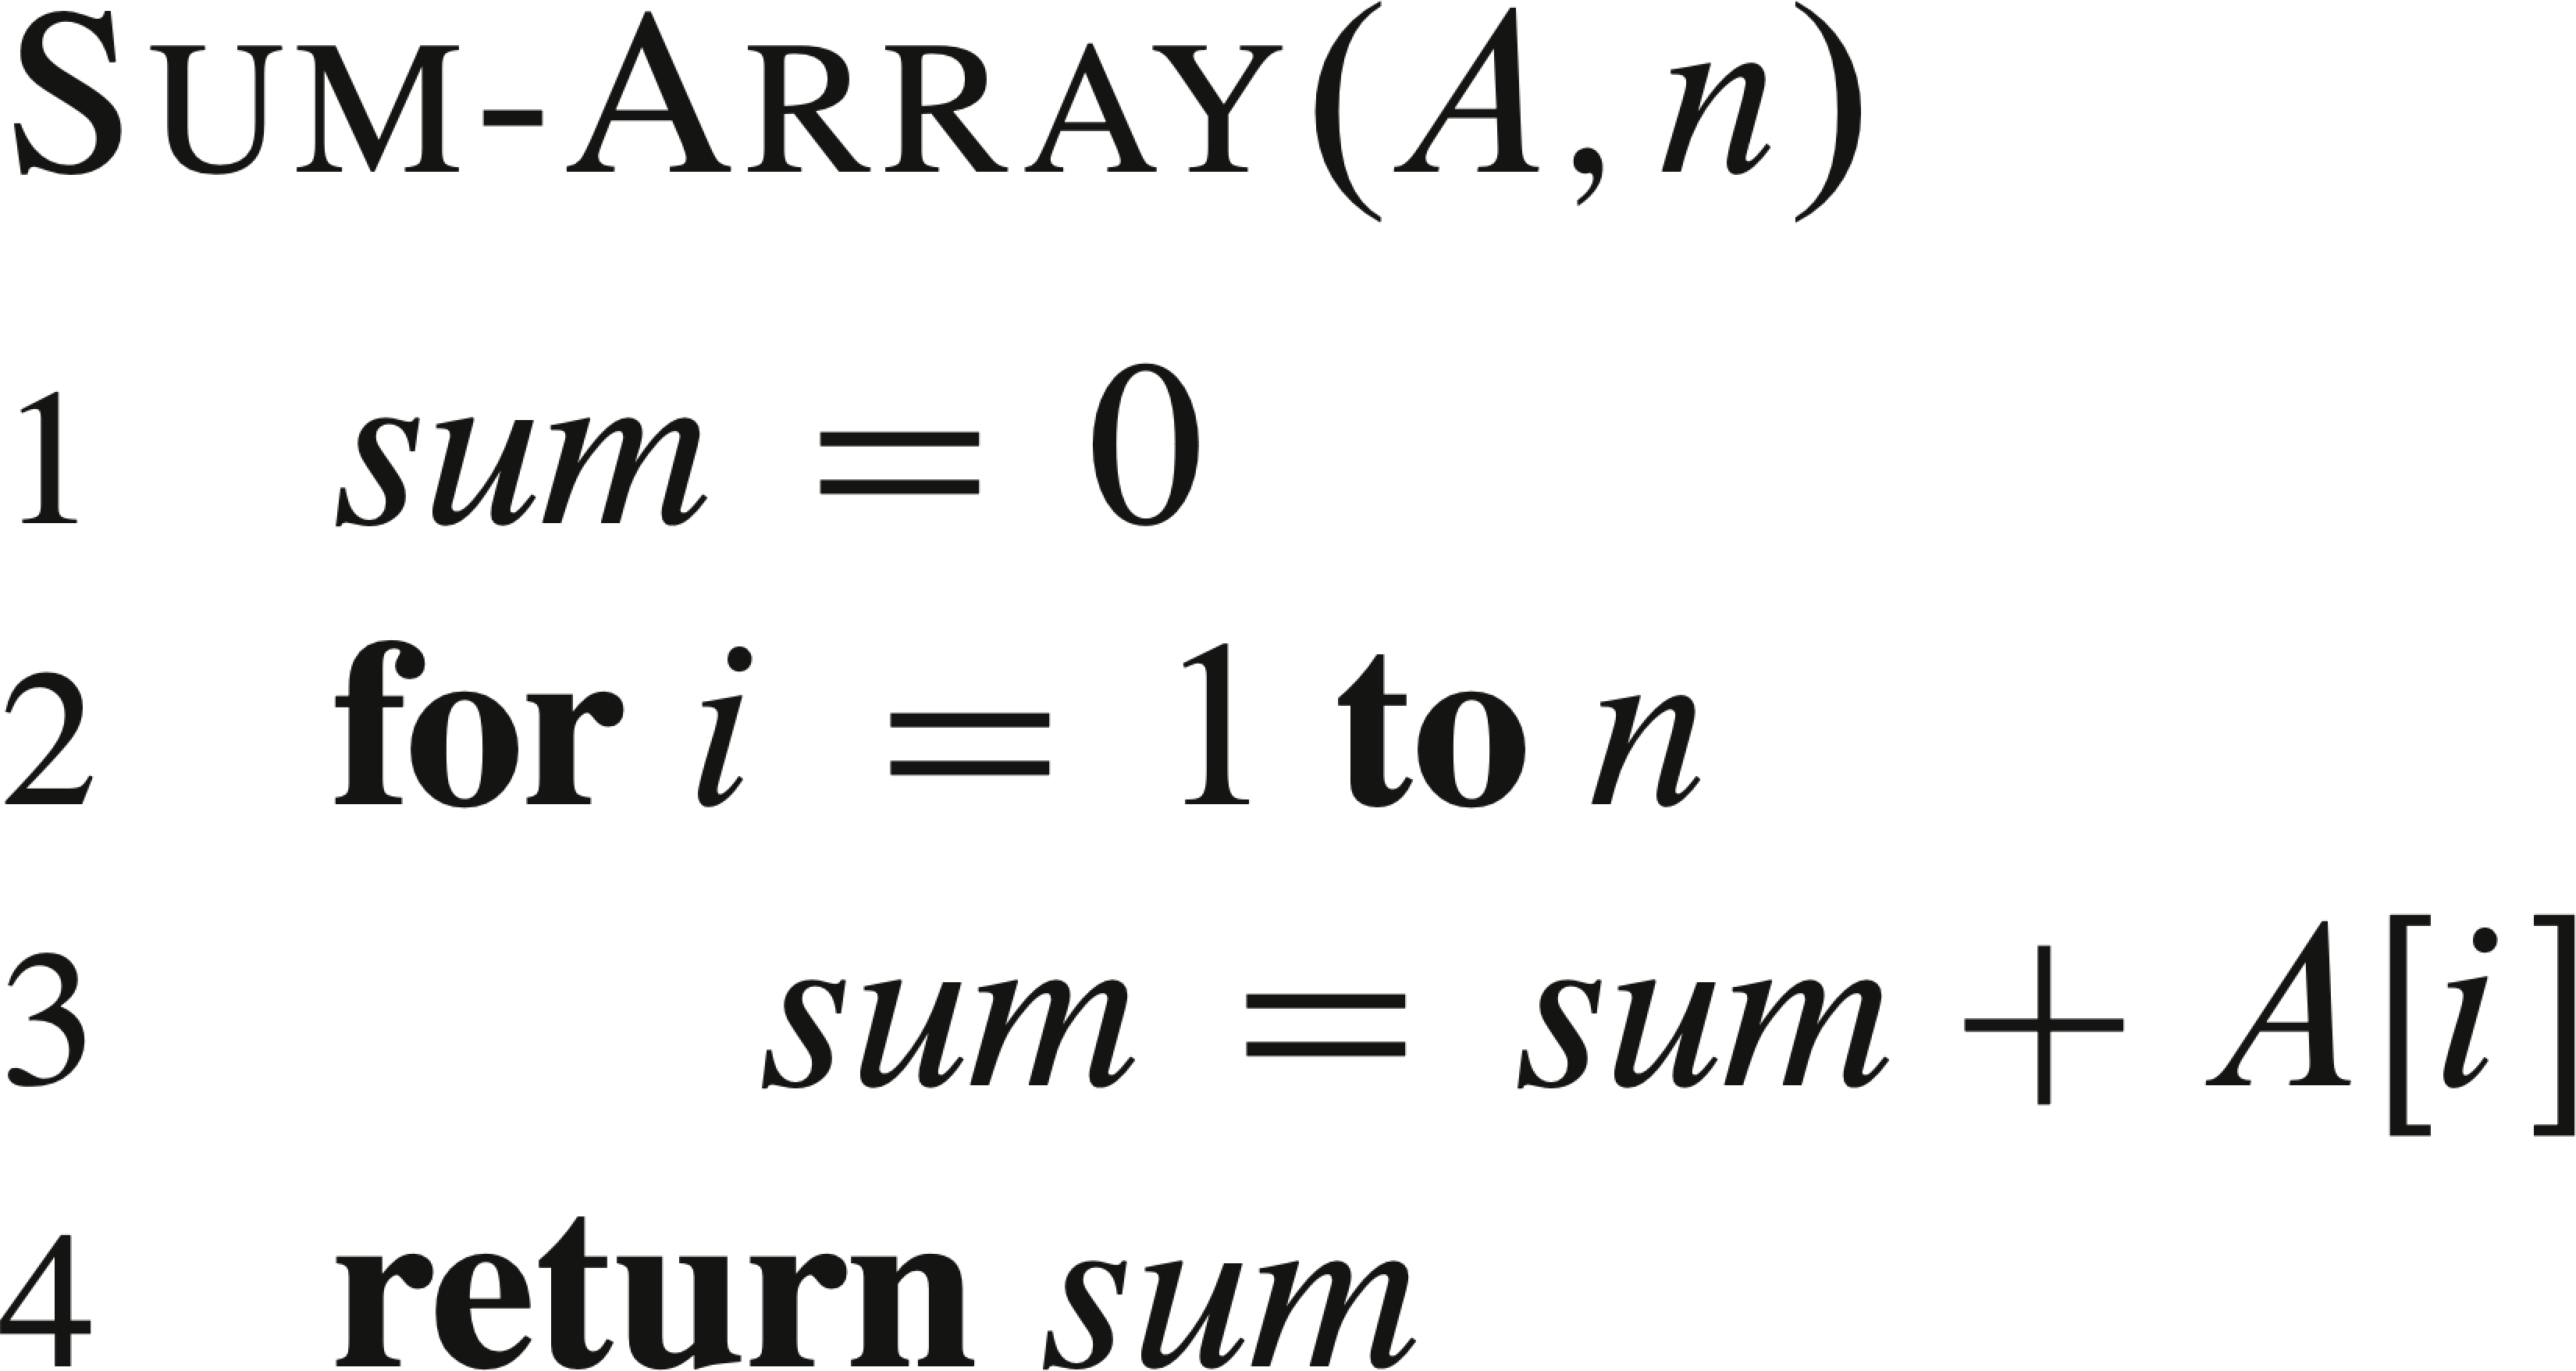 SUM-ARRAY(A, n)
1 sum = 0
2 for i = 1 to n
3 sum = sum + A[i]
4 return sum